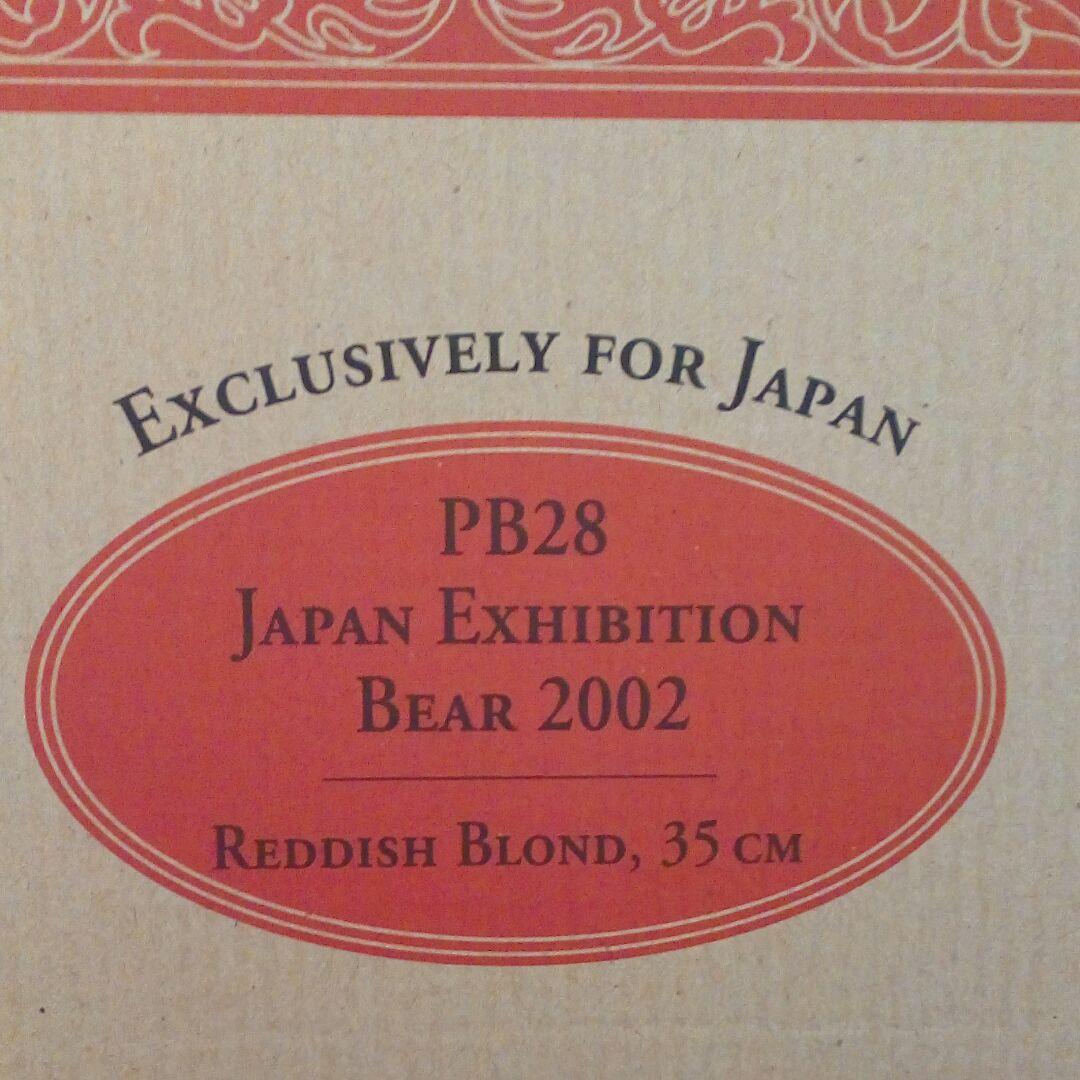 Exclusively for Japan
PB28
Japan Exhibition
Bear 2002
Reddish Blond, 35 cm